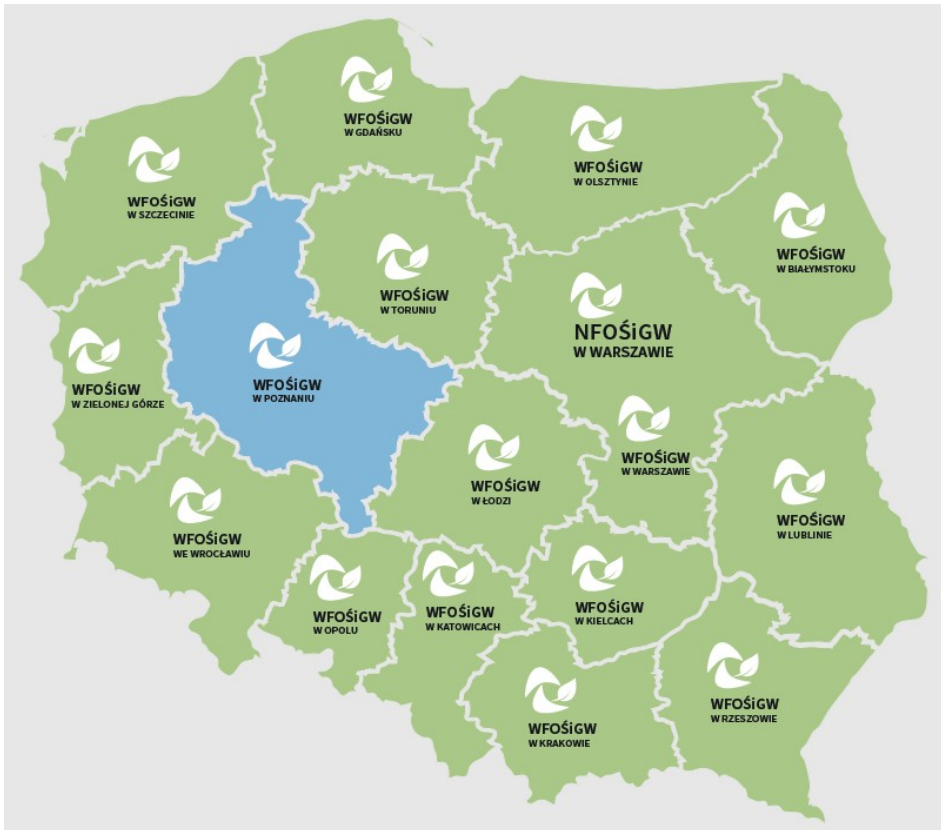 WFOŚiGW
W GDAŃSKU
WFOŚiGW
W OLSZTYNIE
WFOŚiGW
W SZCZECINIE
WFOŚiGW
W BIAŁYMSTOKU
WFOŚiGW
W TORUNIU
NFOŚiGW
W WARSZAWIE
WFOŚiGW
W ZIELONEJ GÓRZE
WFOŚiGW
W POZNANIU
WFOŚiGW
W WARSZAWIE
WFOŚiGW
W ŁODZI
WFOŚiGW
W LUBLINIE
WFOŚiGW
WE WROCŁAWIU
WFOŚiGW
W OPOLU
WFOŚiGW
W KATOWICACH
WFOŚiGW
W KIELCACH
WFOŚiGW
W RZESZOWIE
WFOŚiGW
W KRAKOWIE